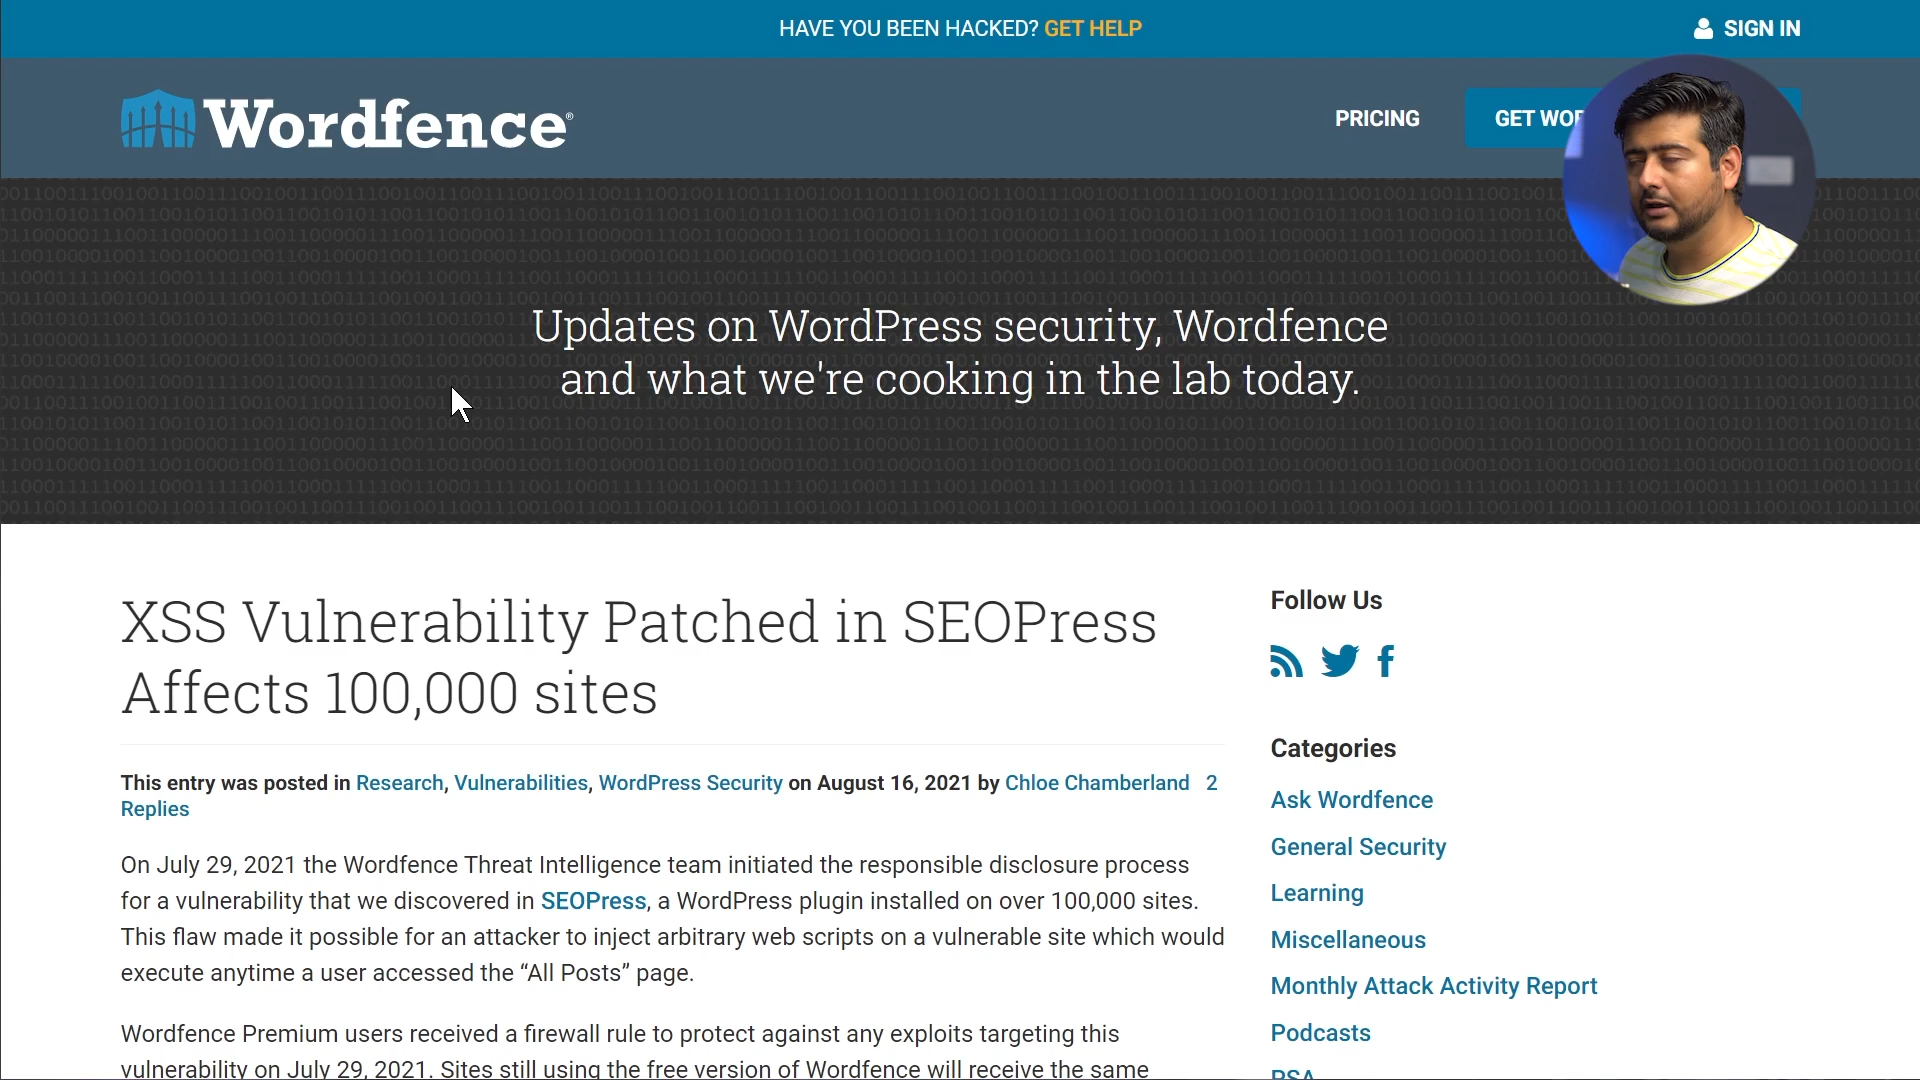 HAVE YOU BEEN HACKED? GET HELP
SIGN IN
Wordfence®
PRICING
GET WOR
Updates on WordPress security, Wordfence
and what we're cooking in the lab today.
XSS Vulnerability Patched in SEOPress
Affects 100,000 sites
This entry was posted in Research, Vulnerabilities, WordPress Security on August 16, 2021 by Chloe Chamberland 2
Replies
On July 29, 2021 the Wordfence Threat Intelligence team initiated the responsible disclosure process
for a vulnerability that we discovered in SEOPress, a WordPress plugin installed on over 100,000 sites.
This flaw made it possible for an attacker to inject arbitrary web scripts on a vulnerable site which would
execute anytime a user accessed the “All Posts” page.
Wordfence Premium users received a firewall rule to protect against any exploits targeting this
vulnerability on July 29, 2021. Sites still using the free version of Wordfence will receive the same
Follow Us
Categories
Ask Wordfence
General Security
Learning
Miscellaneous
Monthly Attack Activity Report
Podcasts
PSA